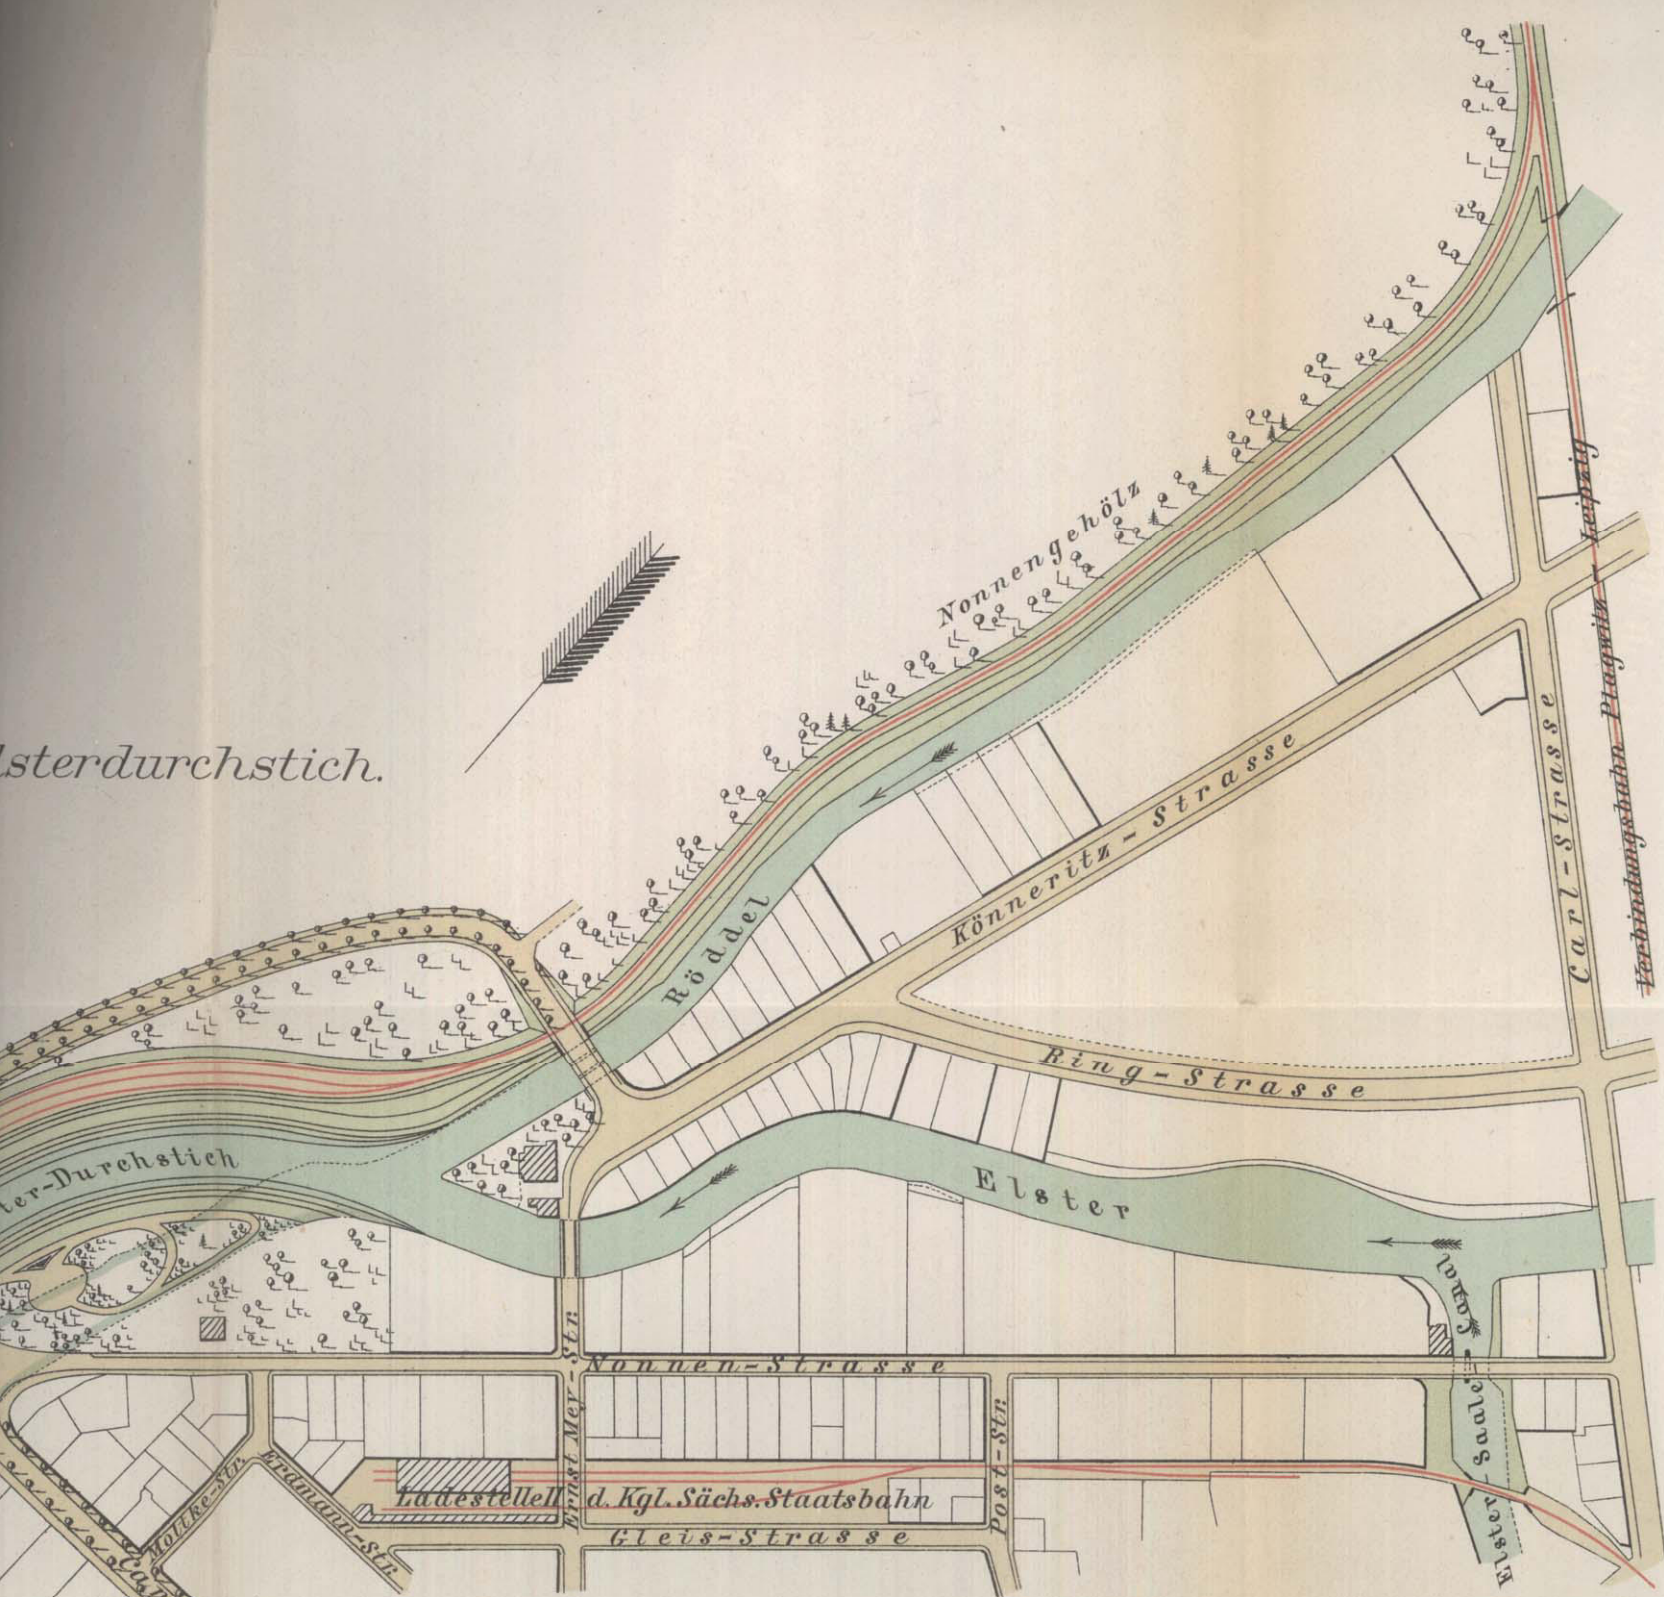 Nonnengehölz
lsterdurchstich.
Röddel
Könneritz-Strasse
Carl-Strasse
Verbindungsbahn Plagwitz-Leipzig
Ring-Strasse
ter-Durchstich
Elster
Elster-Saale-Canal
Nonnen-Strasse
Ernst Mey-Str.
Post-Str.
Moltke-Str.
Erdmann-Str.
Ladestelle II d. Kgl. Sächs. Staatsbahn
Gleis-Strasse